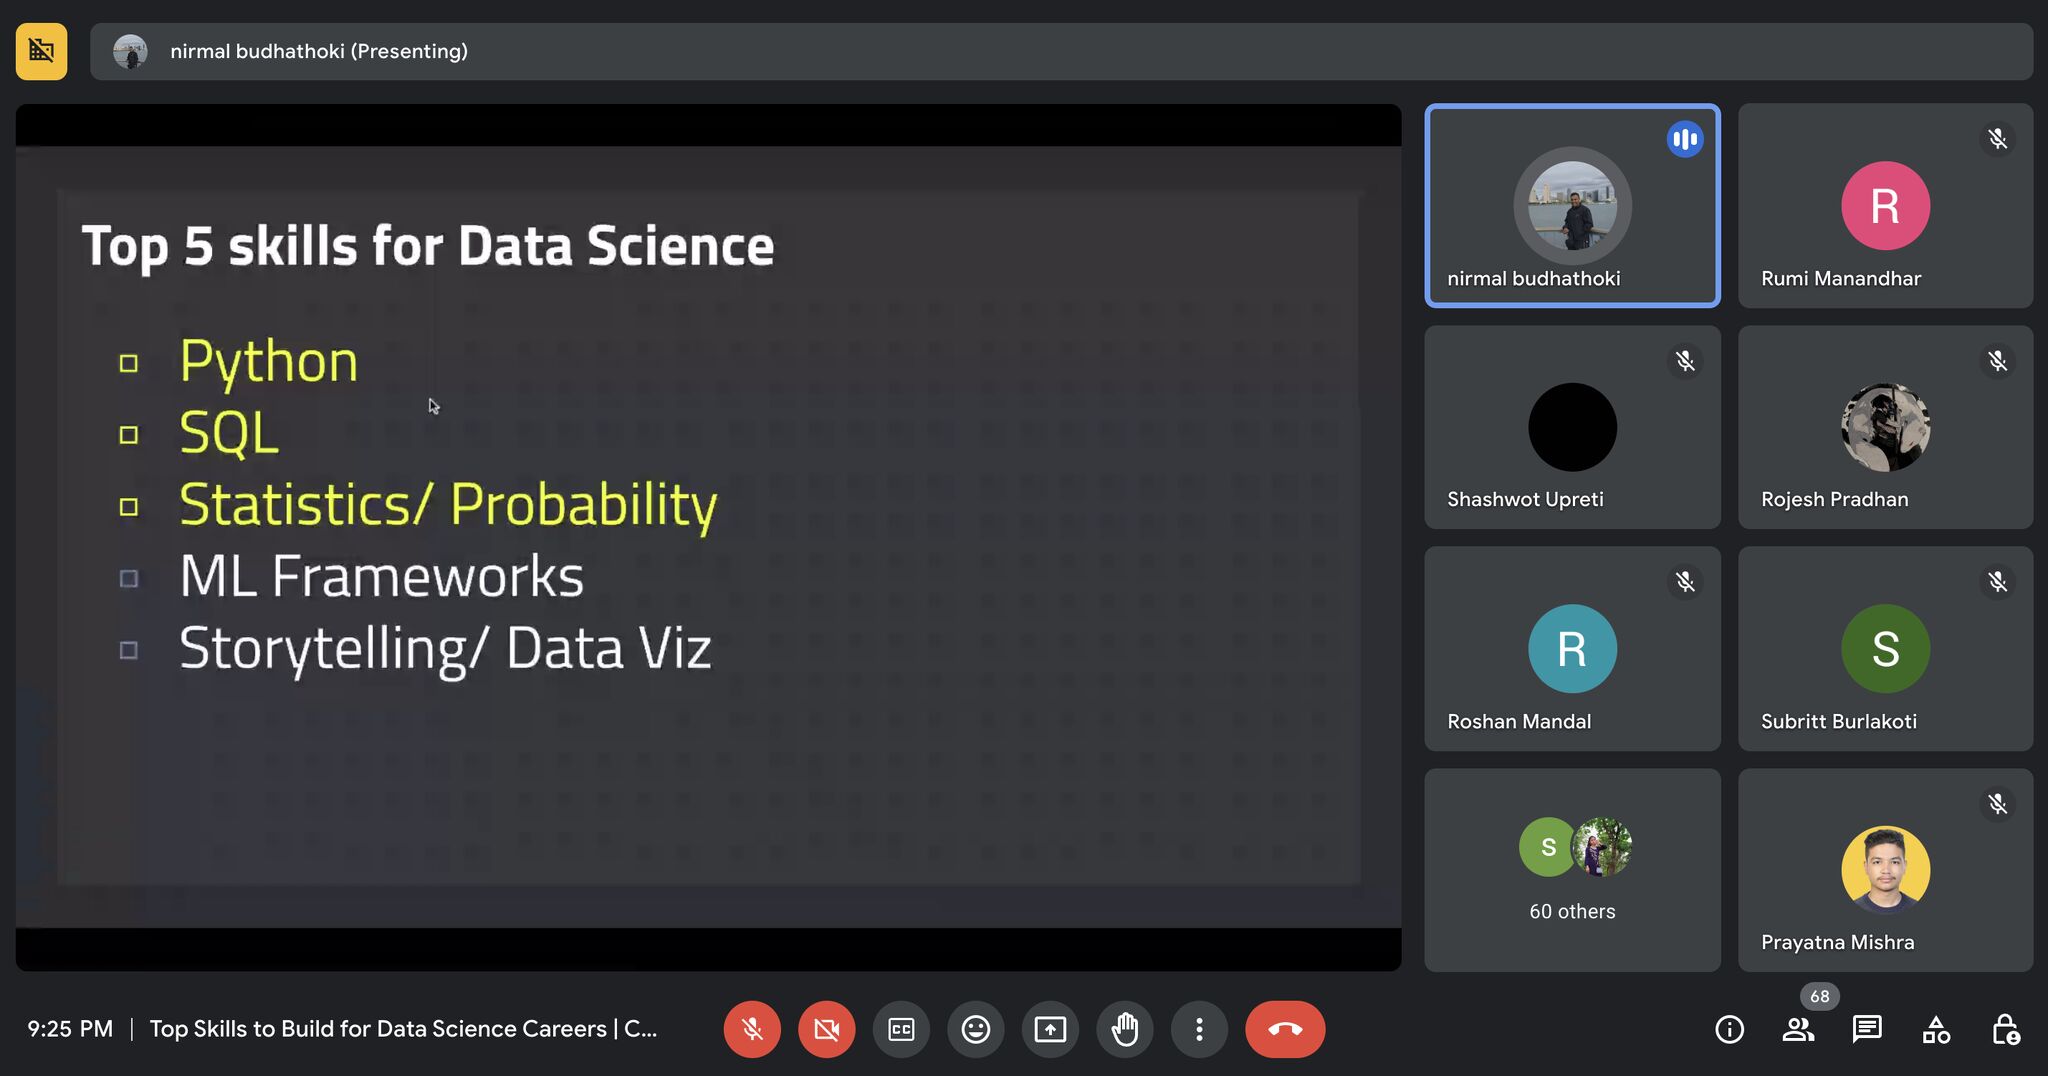 nirmal budhathoki (Presenting)
Top 5 skills for Data Science
Python
SQL
Statistics/ Probability
ML Frameworks
Storytelling/ Data Viz
nirmal budhathoki
R
Rumi Manandhar
Shashwot Upreti
Rojesh Pradhan
R
Roshan Mandal
S
Subritt Burlakoti
S
60 others
Prayatna Mishra
9:25 PM | Top Skills to Build for Data Science Careers | C...
CC
68